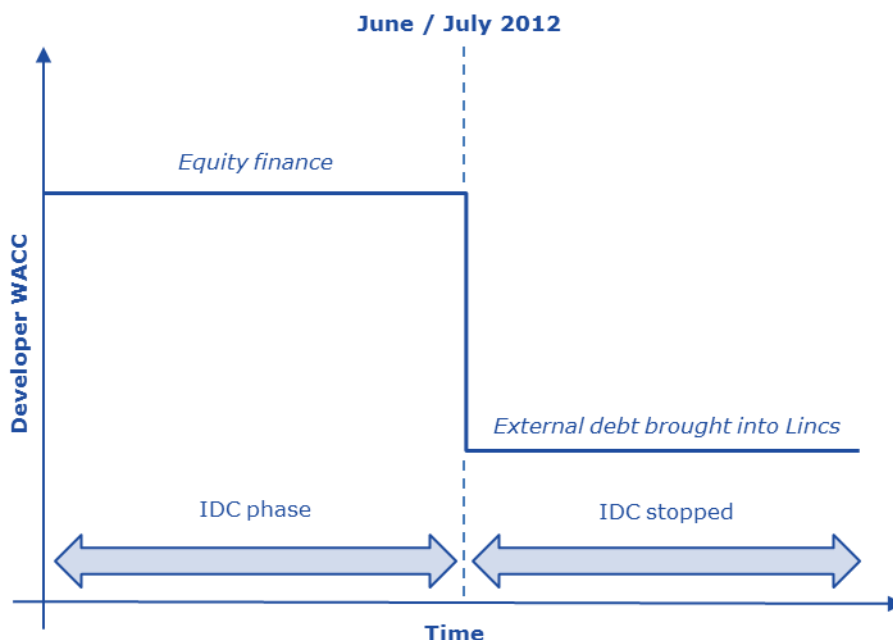 June / July 2012
Equity finance
Developer WACC
External debt brought into Lincs
IDC phase
IDC stopped
Time